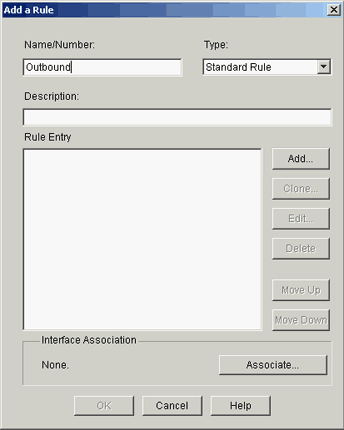 Add a Rule
Name/Number:
Type:
Outbound
Standard Rule
Description:
Rule Entry
Add...
Clone...
Edit...
Delete
Move Up
Move Down
Interface Association
None.
Associate...
OK
Cancel
Help